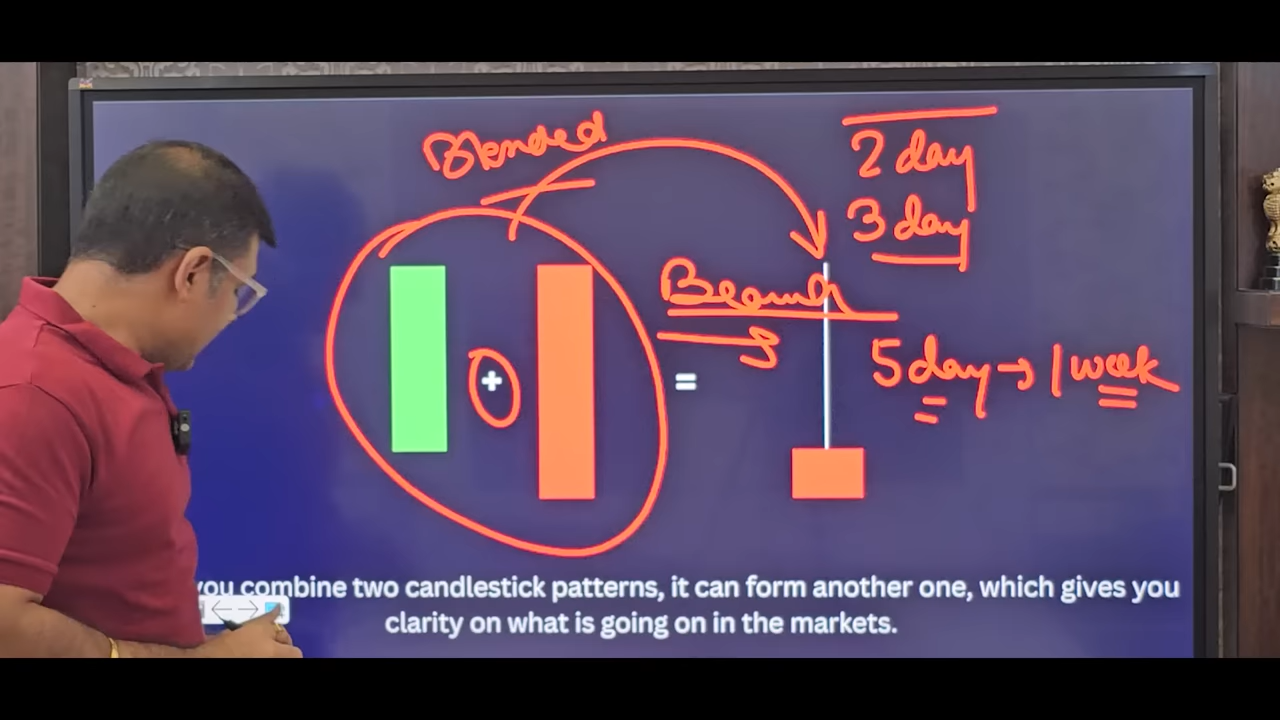 Blended
2 day
3 day
+
=
5 day → 1 week
you combine two candlestick patterns, it can form another one, which gives you
clarity on what is going on in the markets.